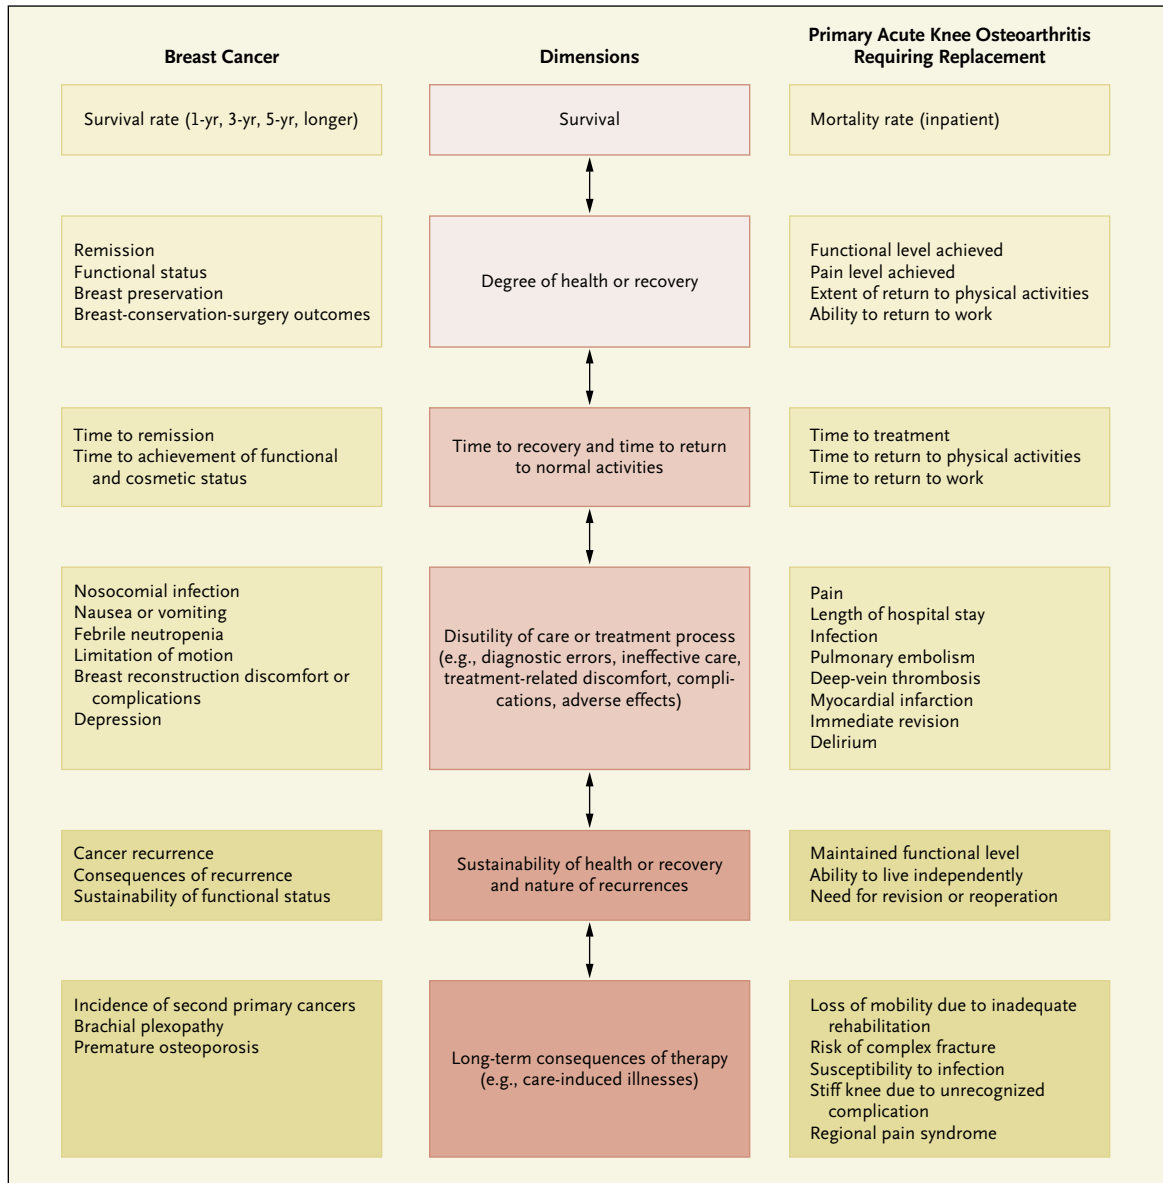 Breast Cancer
Dimensions
Primary Acute Knee Osteoarthritis
Requiring Replacement
Survival rate (1-yr, 3-yr, 5-yr, longer)
Survival
Mortality rate (inpatient)
Remission
Functional status
Breast preservation
Breast-conservation-surgery outcomes
Degree of health or recovery
Functional level achieved
Pain level achieved
Extent of return to physical activities
Ability to return to work
Time to remission
Time to achievement of functional
and cosmetic status
Time to recovery and time to return
to normal activities
Time to treatment
Time to return to physical activities
Time to return to work
Nosocomial infection
Nausea or vomiting
Febrile neutropenia
Limitation of motion
Breast reconstruction discomfort or
complications
Depression
Disutility of care or treatment process
(e.g., diagnostic errors, ineffective care,
treatment-related discomfort, compli-
cations, adverse effects)
Pain
Length of hospital stay
Infection
Pulmonary embolism
Deep-vein thrombosis
Myocardial infarction
Immediate revision
Delirium
Cancer recurrence
Consequences of recurrence
Sustainability of functional status
Sustainability of health or recovery
and nature of recurrences
Maintained functional level
Ability to live independently
Need for revision or reoperation
Incidence of second primary cancers
Brachial plexopathy
Premature osteoporosis
Long-term consequences of therapy
(e.g., care-induced illnesses)
Loss of mobility due to inadequate
rehabilitation
Risk of complex fracture
Susceptibility to infection
Stiff knee due to unrecognized
complication
Regional pain syndrome